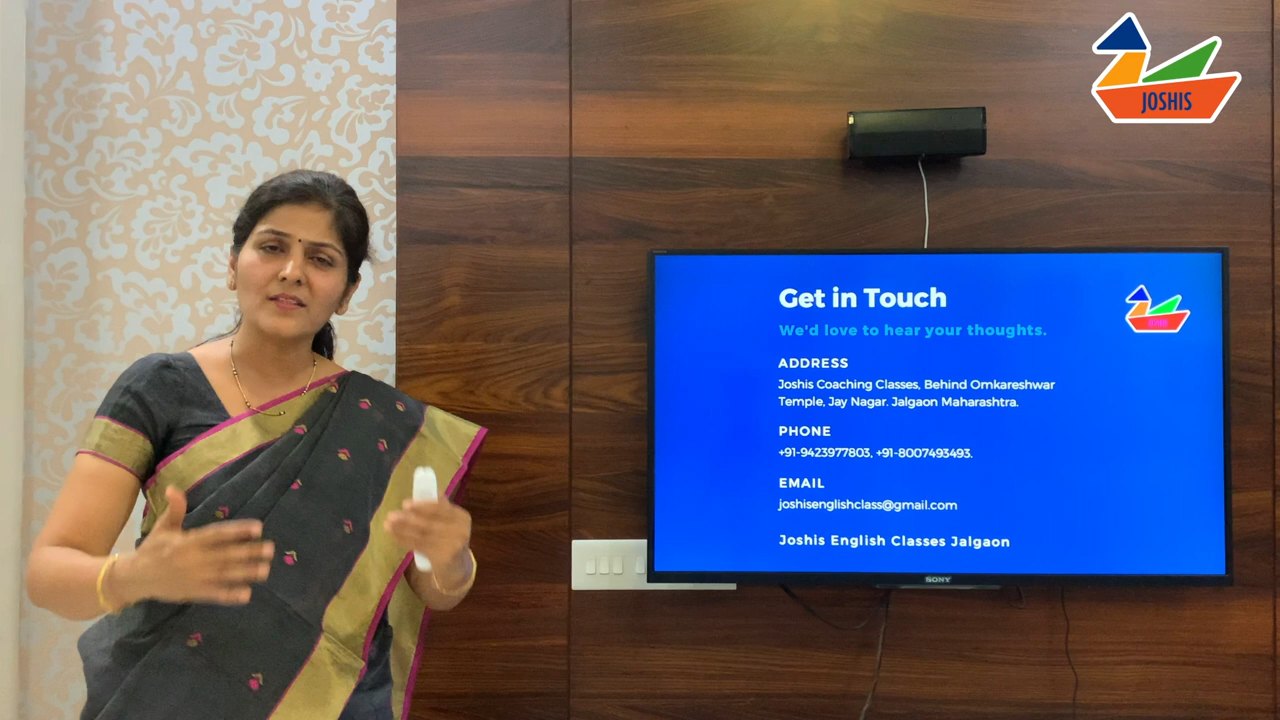 JOSHIS
Get in Touch
We'd love to hear your thoughts.
ADDRESS
Joshis Coaching Classes, Behind Omkareshwar
Temple, Jay Nagar. Jalgaon Maharashtra.
PHONE
+91-9423977803, +91-8007493493.
EMAIL
joshisenglishclass@gmail.com
Joshis English Classes Jalgaon
SONY